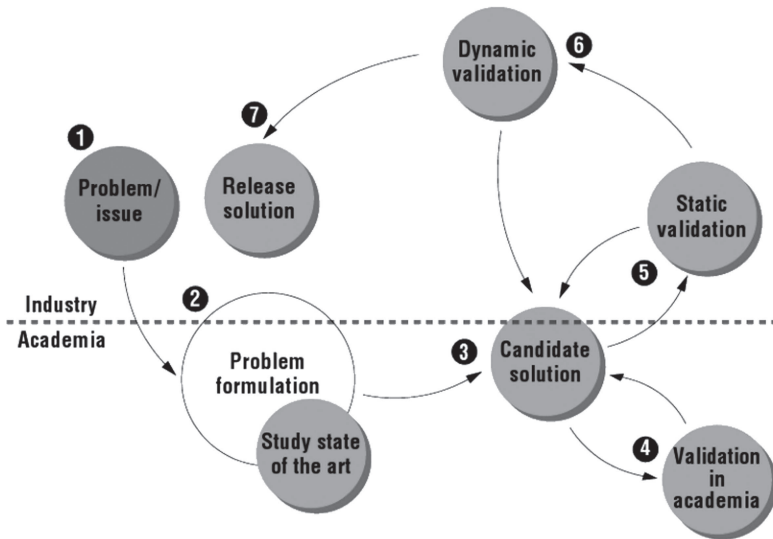 6
Dynamic
validation
7
1
Problem/
issue
Release
solution
Static
validation
5
2
Industry
Academia
Problem
formulation
3
Candidate
solution
Study state
of the art
4
Validation
in
academia